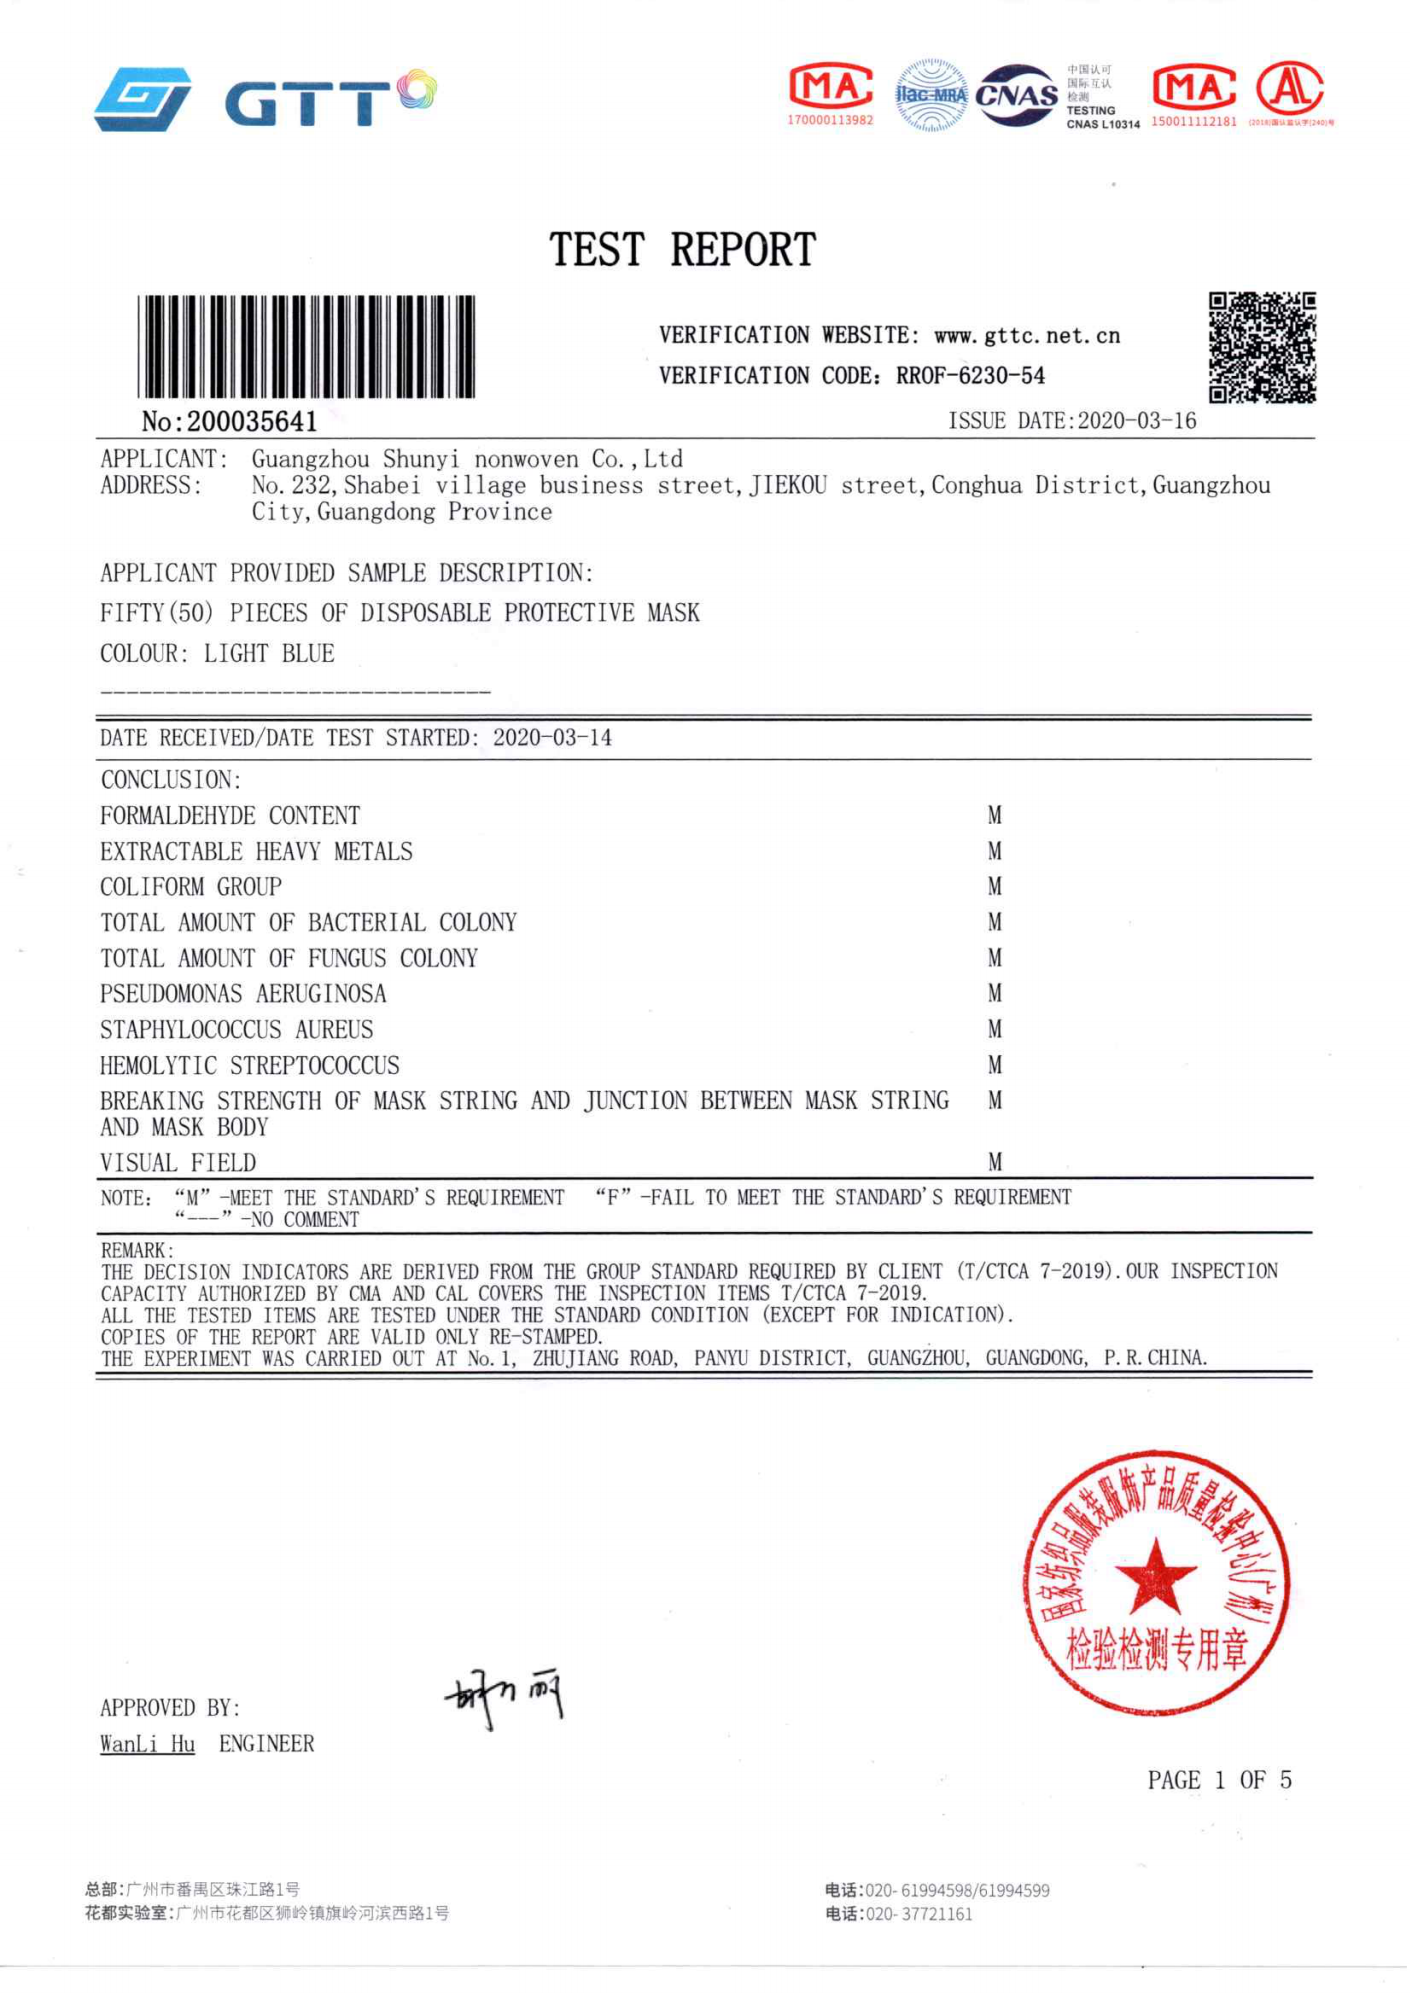 GTT
MA
170000113982
ilac-MRA
CNAS
中国认可
国际互认
检测
TESTING
CNAS L10314
MA
150011112181
AL
(2018)国认监认字(240)号
TEST REPORT
VERIFICATION WEBSITE: www.gttc.net.cn
VERIFICATION CODE: RROF-6230-54
No:200035641
ISSUE DATE:2020-03-16
APPLICANT: Guangzhou Shunyi nonwoven Co.,Ltd
ADDRESS: No.232,Shabei village business street,JIEKOU street,Conghua District,Guangzhou
City,Guangdong Province
APPLICANT PROVIDED SAMPLE DESCRIPTION:
FIFTY(50) PIECES OF DISPOSABLE PROTECTIVE MASK
COLOUR: LIGHT BLUE
------------------------------
DATE RECEIVED/DATE TEST STARTED: 2020-03-14
CONCLUSION:
FORMALDEHYDE CONTENT M
EXTRACTABLE HEAVY METALS M
COLIFORM GROUP M
TOTAL AMOUNT OF BACTERIAL COLONY M
TOTAL AMOUNT OF FUNGUS COLONY M
PSEUDOMONAS AERUGINOSA M
STAPHYLOCOCCUS AUREUS M
HEMOLYTIC STREPTOCOCCUS M
BREAKING STRENGTH OF MASK STRING AND JUNCTION BETWEEN MASK STRING M
AND MASK BODY
VISUAL FIELD M
NOTE: “M”-MEET THE STANDARD'S REQUIREMENT “F”-FAIL TO MEET THE STANDARD'S REQUIREMENT
“---”-NO COMMENT
REMARK:
THE DECISION INDICATORS ARE DERIVED FROM THE GROUP STANDARD REQUIRED BY CLIENT (T/CTCA 7-2019).OUR INSPECTION
CAPACITY AUTHORIZED BY CMA AND CAL COVERS THE INSPECTION ITEMS T/CTCA 7-2019.
ALL THE TESTED ITEMS ARE TESTED UNDER THE STANDARD CONDITION (EXCEPT FOR INDICATION).
COPIES OF THE REPORT ARE VALID ONLY RE-STAMPED.
THE EXPERIMENT WAS CARRIED OUT AT No.1, ZHUJIANG ROAD, PANYU DISTRICT, GUANGZHOU, GUANGDONG, P.R.CHINA.
国家纺织品服装服饰产品质量检验中心(广州)
检验检测专用章
APPROVED BY:
胡万丽
WanLi Hu ENGINEER
PAGE 1 OF 5
总部:广州市番禺区珠江路1号
电话:020-61994598/61994599
花都实验室:广州市花都区狮岭镇旗岭河滨西路1号
电话:020-37721161